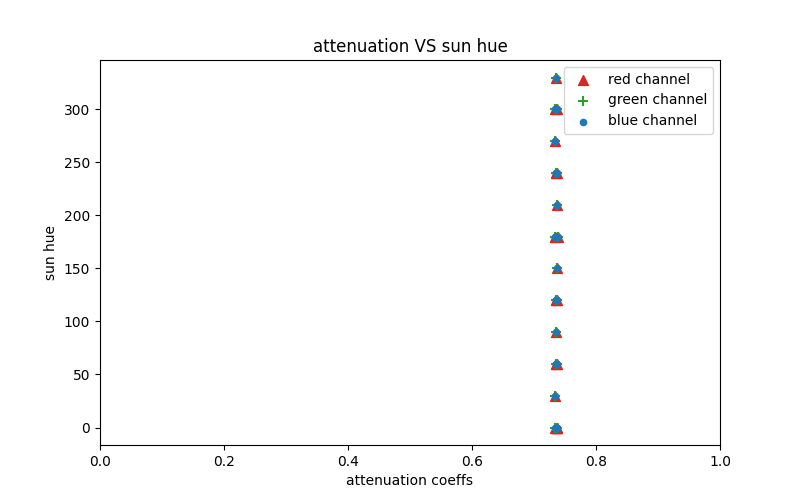 attenuation VS sun hue
red channel
green channel
blue channel
300
250
200
150
100
50
0
sun hue
0.0 0.2 0.4 0.6 0.8 1.0
attenuation coeffs